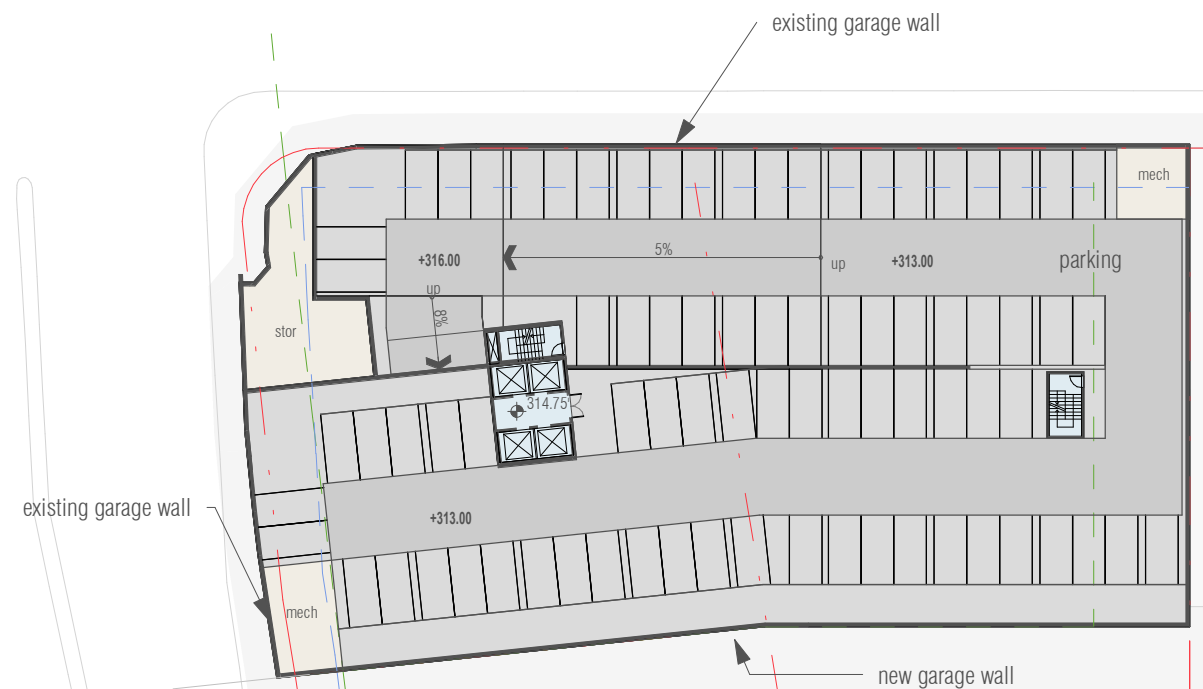 existing garage wall
mech
5%
+316.00
up
+313.00
parking
up
8%
stor
314.75'
existing garage wall
+313.00
mech
new garage wall